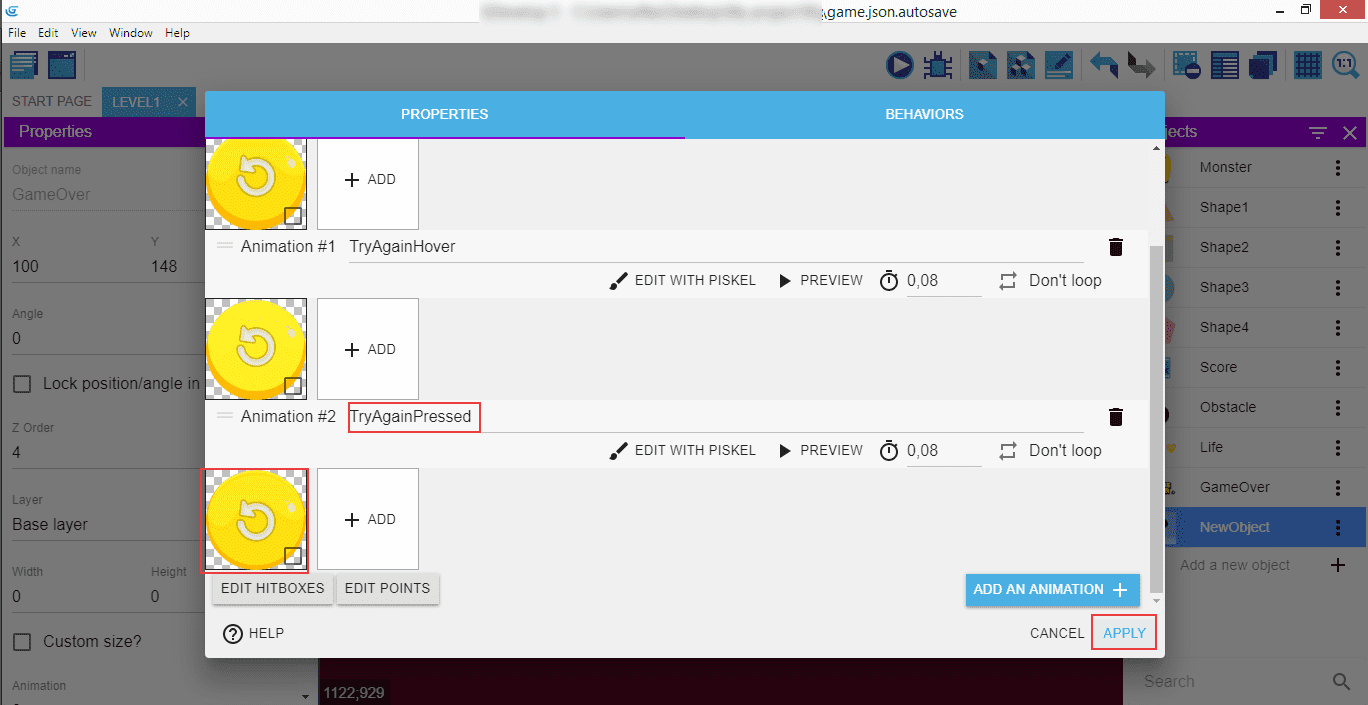 \game.json.autosave
File Edit View Window Help
1:1
START PAGE LEVEL1
Properties
Object name
GameOver
X Y
100 148
Angle
0
Lock position/angle in
Z Order
4
Layer
Base layer
Width Height
0 0
Custom size?
Animation
PROPERTIES BEHAVIORS
ADD
Animation #1 TryAgainHover
EDIT WITH PISKEL PREVIEW 0,08 Don't loop
ADD
Animation #2 TryAgainPressed
EDIT WITH PISKEL PREVIEW 0,08 Don't loop
ADD
EDIT HITBOXES EDIT POINTS ADD AN ANIMATION
HELP CANCEL APPLY
1122;929
jects
Monster
Shape1
Shape2
Shape3
Shape4
Score
Obstacle
Life
GameOver
NewObject
Add a new object
Search